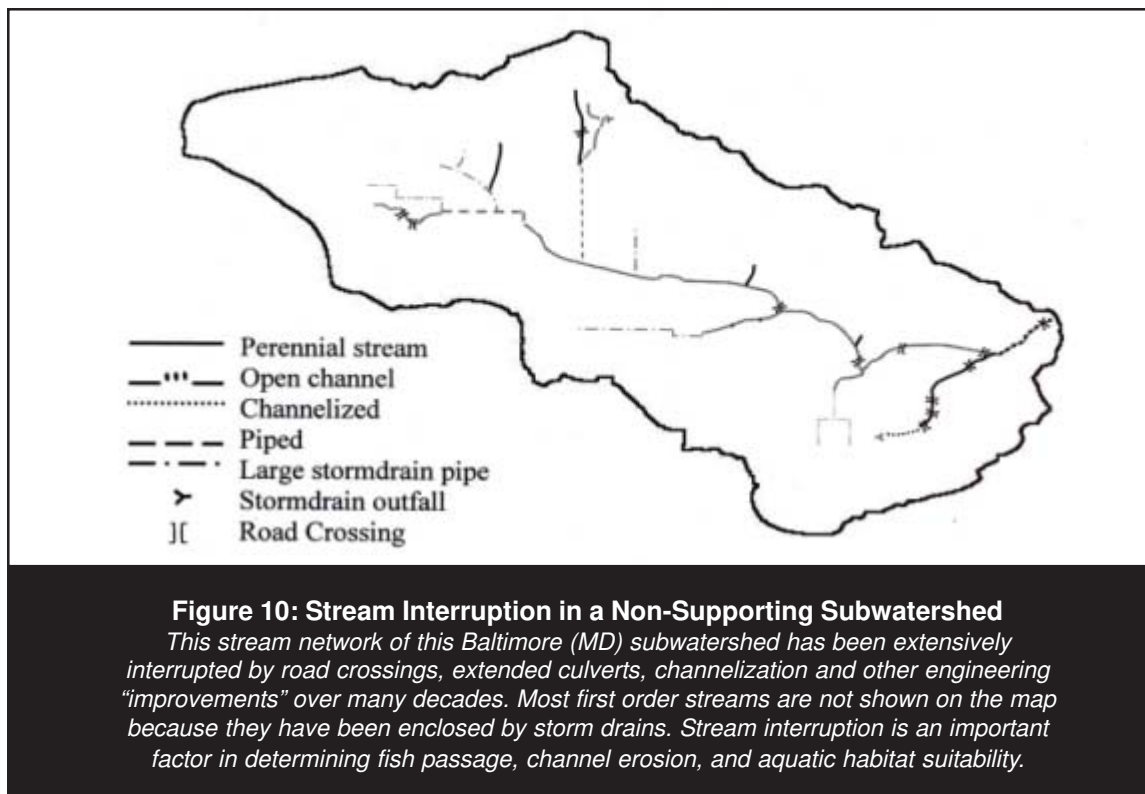 Perennial stream
Open channel
Channelized
Piped
Large stormdrain pipe
Stormdrain outfall
Road Crossing
Figure 10: Stream Interruption in a Non-Supporting Subwatershed
This stream network of this Baltimore (MD) subwatershed has been extensively
interrupted by road crossings, extended culverts, channelization and other engineering
“improvements” over many decades. Most first order streams are not shown on the map
because they have been enclosed by storm drains. Stream interruption is an important
factor in determining fish passage, channel erosion, and aquatic habitat suitability.